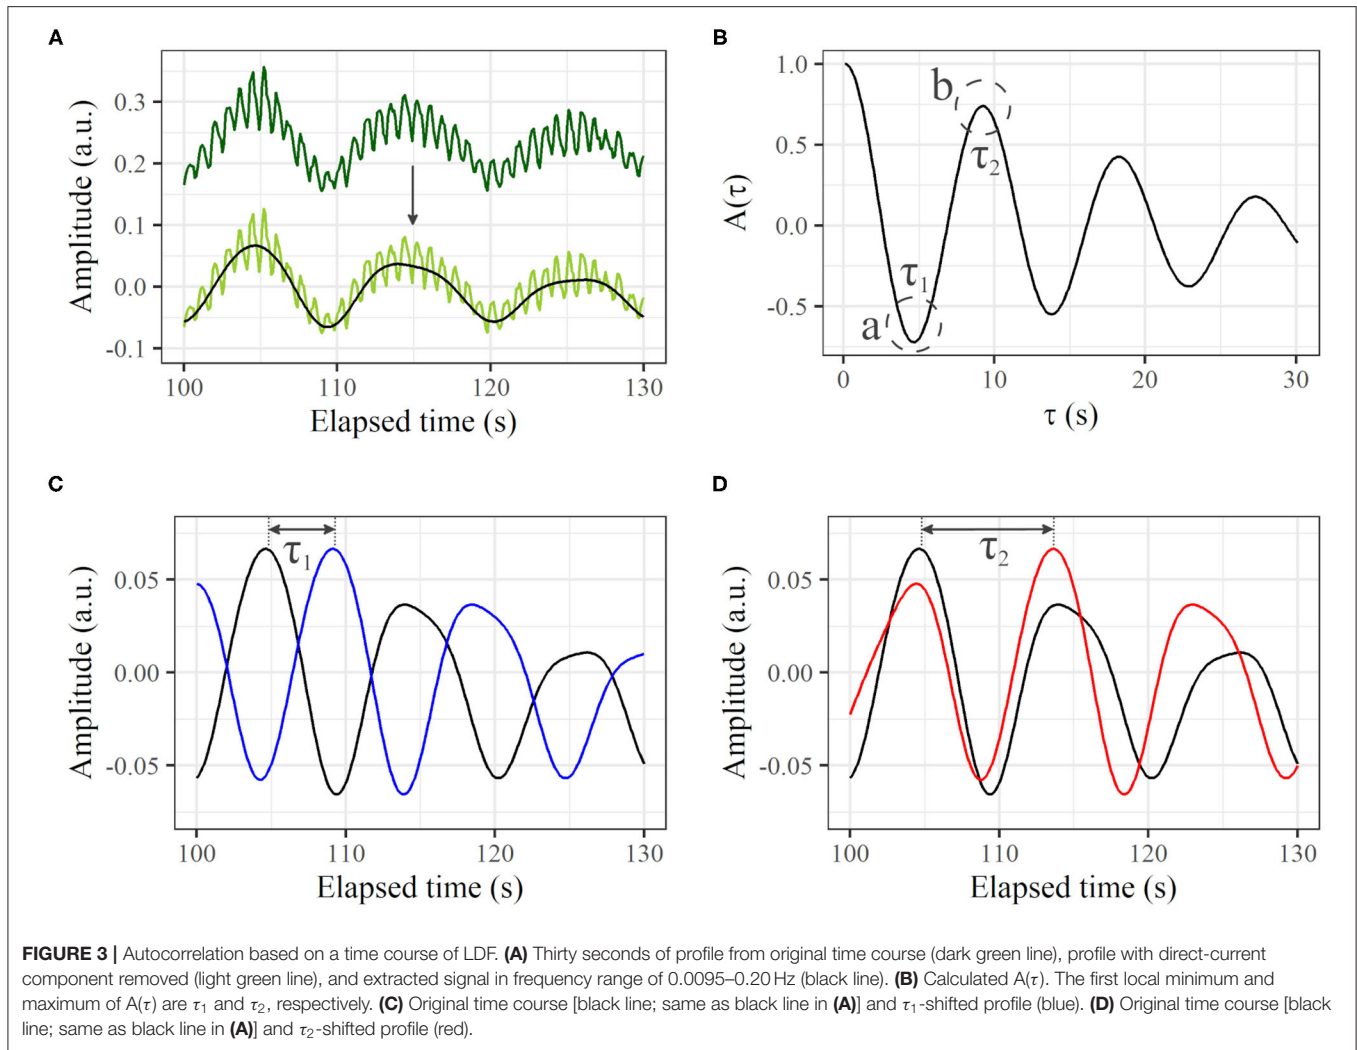 A
Amplitude (a.u.)
0.3
0.2
0.1
0.0
-0.1
100
110
120
130
Elapsed time (s)
B
A(τ)
1.0
0.5
0.0
-0.5
b
τ2
τ1
a
0
10
20
30
τ (s)
C
Amplitude (a.u.)
0.05
0.00
-0.05
τ1
100
110
120
130
Elapsed time (s)
D
Amplitude (a.u.)
0.05
0.00
-0.05
τ2
100
110
120
130
Elapsed time (s)
FIGURE 3 | Autocorrelation based on a time course of LDF. (A) Thirty seconds of profile from original time course (dark green line), profile with direct-current
component removed (light green line), and extracted signal in frequency range of 0.0095–0.20 Hz (black line). (B) Calculated A(τ). The first local minimum and
maximum of A(τ) are τ1 and τ2, respectively. (C) Original time course [black line; same as black line in (A)] and τ1-shifted profile (blue). (D) Original time course [black
line; same as black line in (A)] and τ2-shifted profile (red).